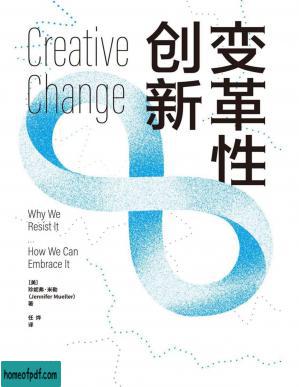 Creative
Change
变革性
创新
Why We
Resist It
...
How We Can
Embrace It
[美]
珍妮弗·米勒
（Jennifer Mueller）
著
任烨
译
homeofpdf.com